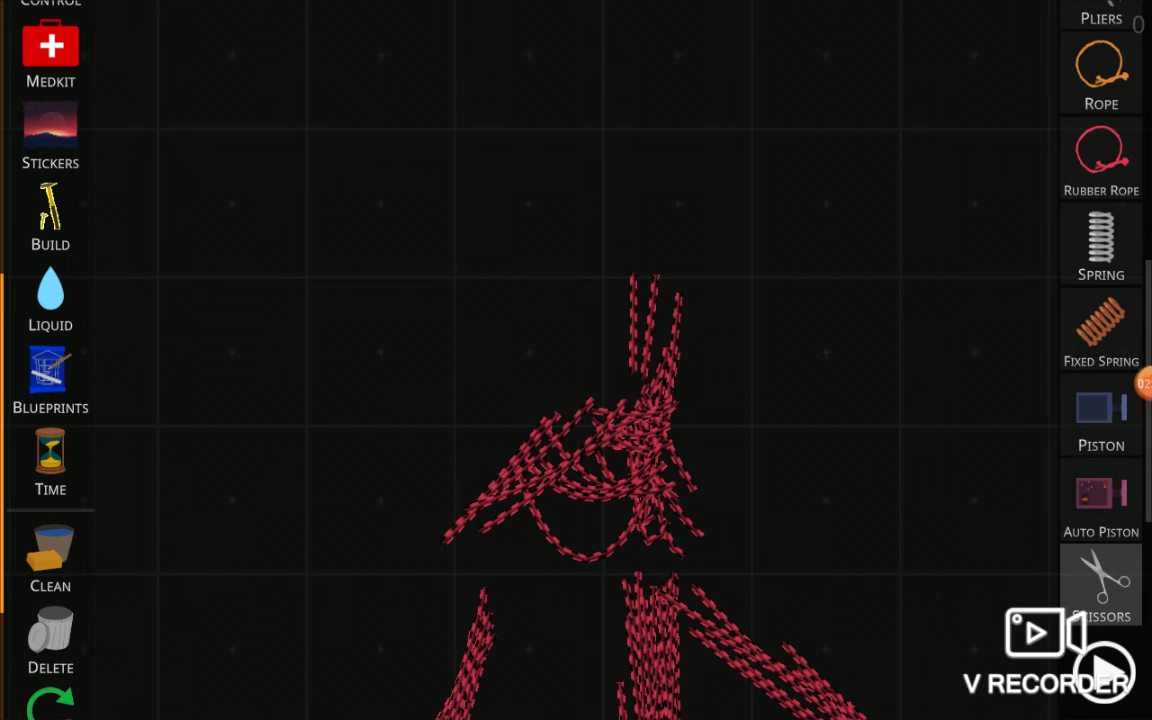 CONTROL
MEDKIT
STICKERS
BUILD
LIQUID
BLUEPRINTS
TIME
CLEAN
DELETE
PLIERS
0
ROPE
RUBBER ROPE
SPRING
FIXED SPRING
PISTON
AUTO PISTON
SCISSORS
V RECORDER